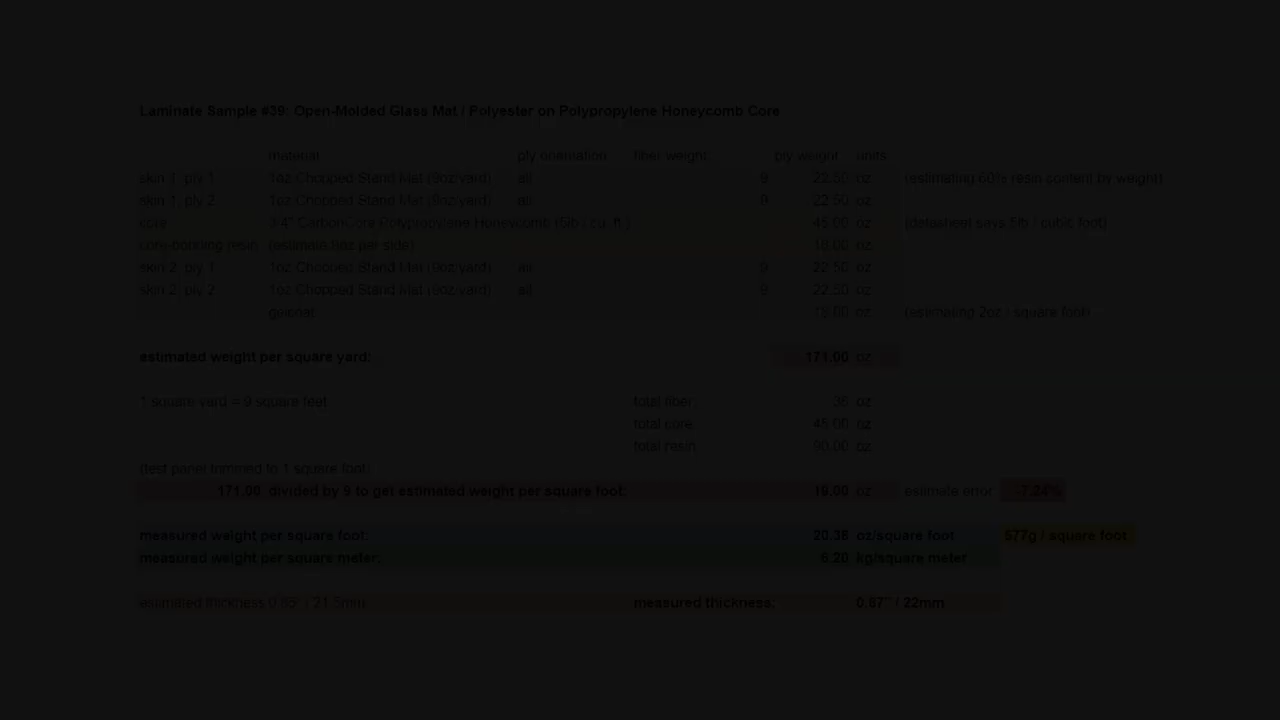 Laminate Sample #39: Open-Molded Glass Mat / Polyester on Polypropylene Honeycomb Core
material ply orientation fiber weight: ply weight units
skin 1, ply 1 1oz Chopped Stand Mat (9oz/yard) all 9 22.50 oz (estimating 60% resin content by weight)
skin 1, ply 2 1oz Chopped Stand Mat (9oz/yard) all 9 22.50 oz
core 3/4" CarbonCore Polypropylene Honeycomb (5lb / cu. ft.) 45.00 oz (datasheet says 5lb / cubic foot)
core-bonding resin (estimate 9oz per side) 18.00 oz
skin 2, ply 1 1oz Chopped Stand Mat (9oz/yard) all 9 22.50 oz
skin 2, ply 2 1oz Chopped Stand Mat (9oz/yard) all 9 22.50 oz
gelcoat 18.00 oz (estimating 2oz / square foot)
estimated weight per square yard: 171.00 oz
1 square yard = 9 square feet total fiber: 36 oz
total core: 45.00 oz
total resin: 90.00 oz
(test panel trimmed to 1 square foot)
171.00 divided by 9 to get estimated weight per square foot: 19.00 oz estimate error: -7.24%
measured weight per square foot: 20.38 oz/square foot 577g / square foot
measured weight per square meter: 6.20 kg/square meter
estimated thickness 0.85" / 21.5mm measured thickness: 0.87" / 22mm